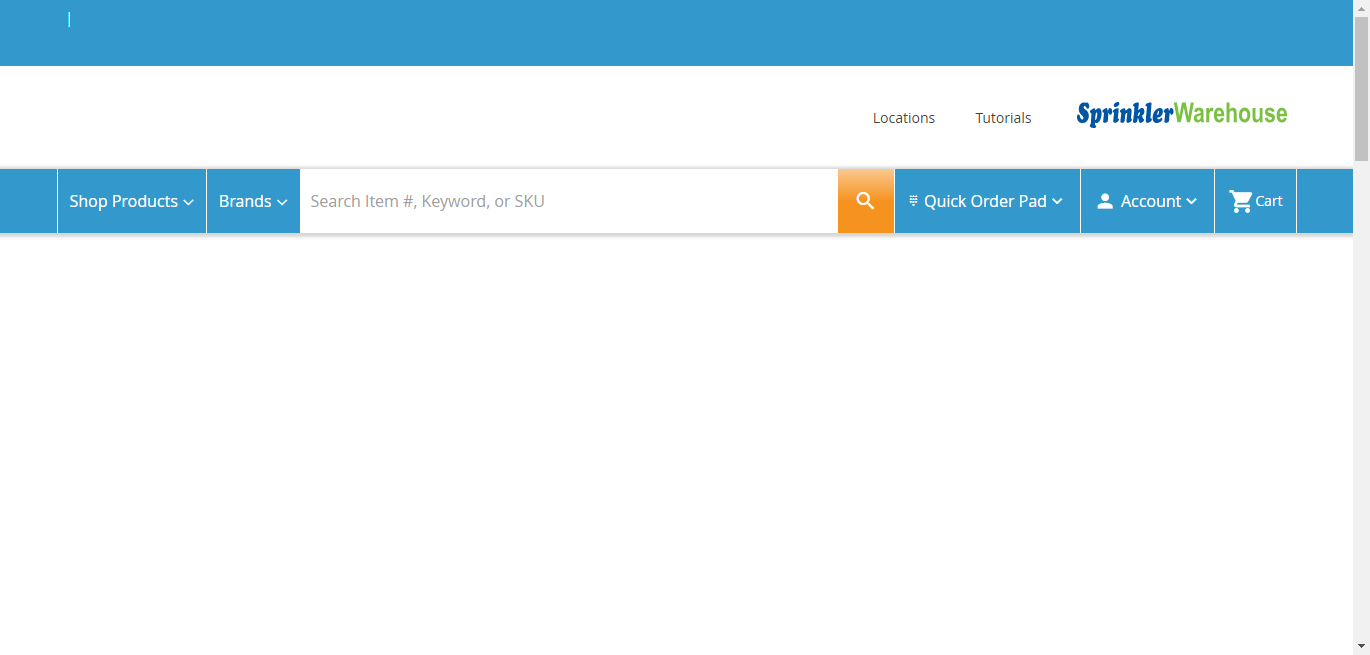 |
Locations
Tutorials
SprinklerWarehouse
Shop Products
Brands
Search Item #, Keyword, or SKU
Quick Order Pad
Account
Cart